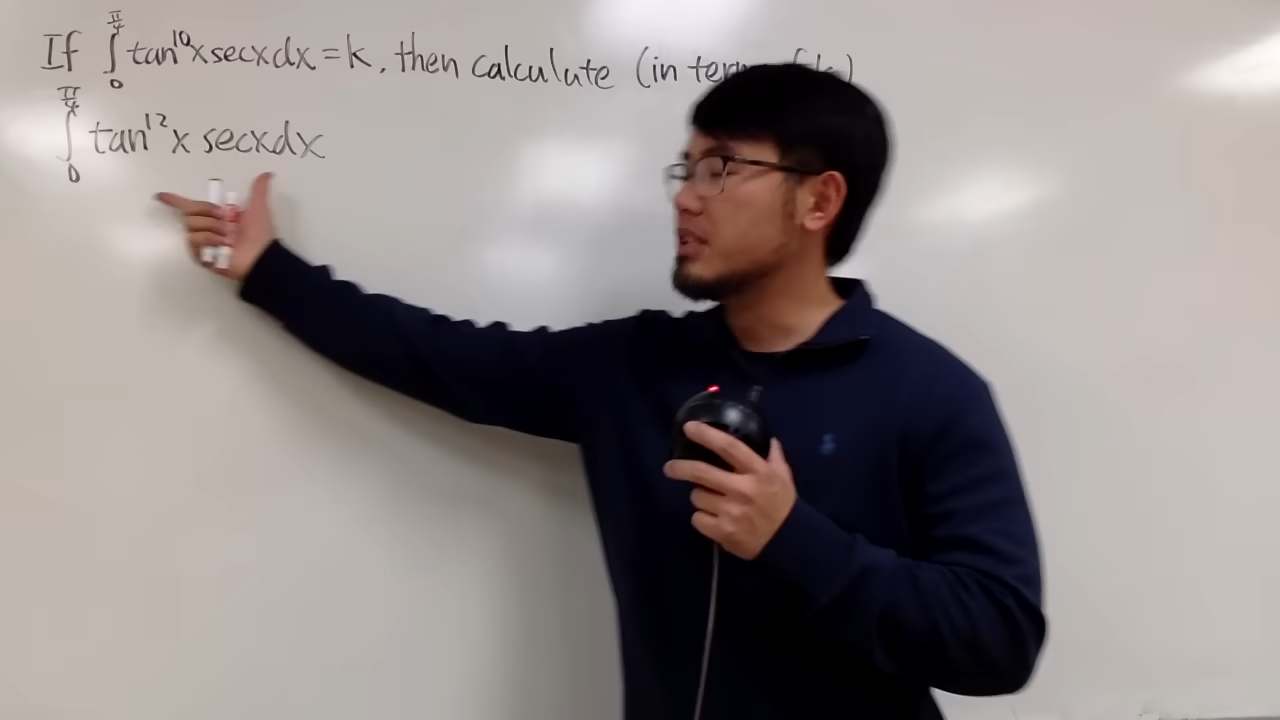 If ∫₀^{π/4} tan¹⁰x secx dx = k, then calculate (in
∫₀^{π/4} tan¹²x secx dx